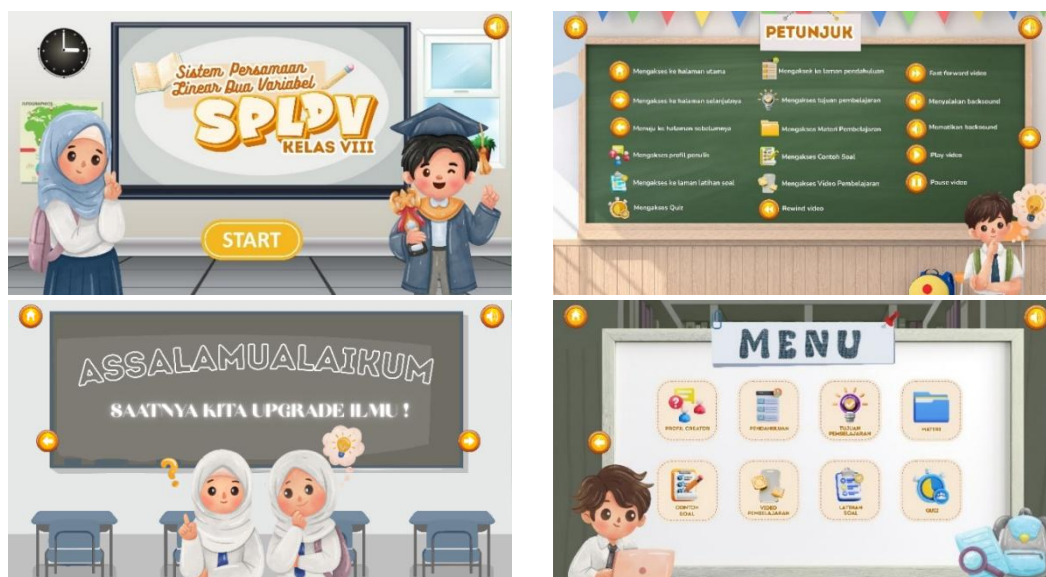 Sistem Persamaan
Linear Dua Variabel
SPLDV
KELAS VIII
START
PETUNJUK
Mengakses ke halaman utama
Mengakses ke halaman selanjutnya
Menuju ke halaman sebelumnya
Mengakses profil penulis
Mengakses ke laman latihan soal
Mengakses Quiz
Mengaksek ke laman pendahuluan
Mengakses tujuan pembelajaran
Mengakses Materi Pembelajaran
Mengakses Contoh Soal
Mengakses Video Pembelajaran
Rewind video
Fast forward video
Menyalakan backsound
Mematikan backsound
Play video
Pause video
ASSALAMUALAIKUM
SAATNYA KITA UPGRADE ILMU !
MENU
PROFIL CREATOR
PENDAHULUAN
TUJUAN
PEMBELAJARAN
MATERI
CONTOH
SOAL
VIDEO
PEMBELAJARAN
LATIHAN
SOAL
QUIZ